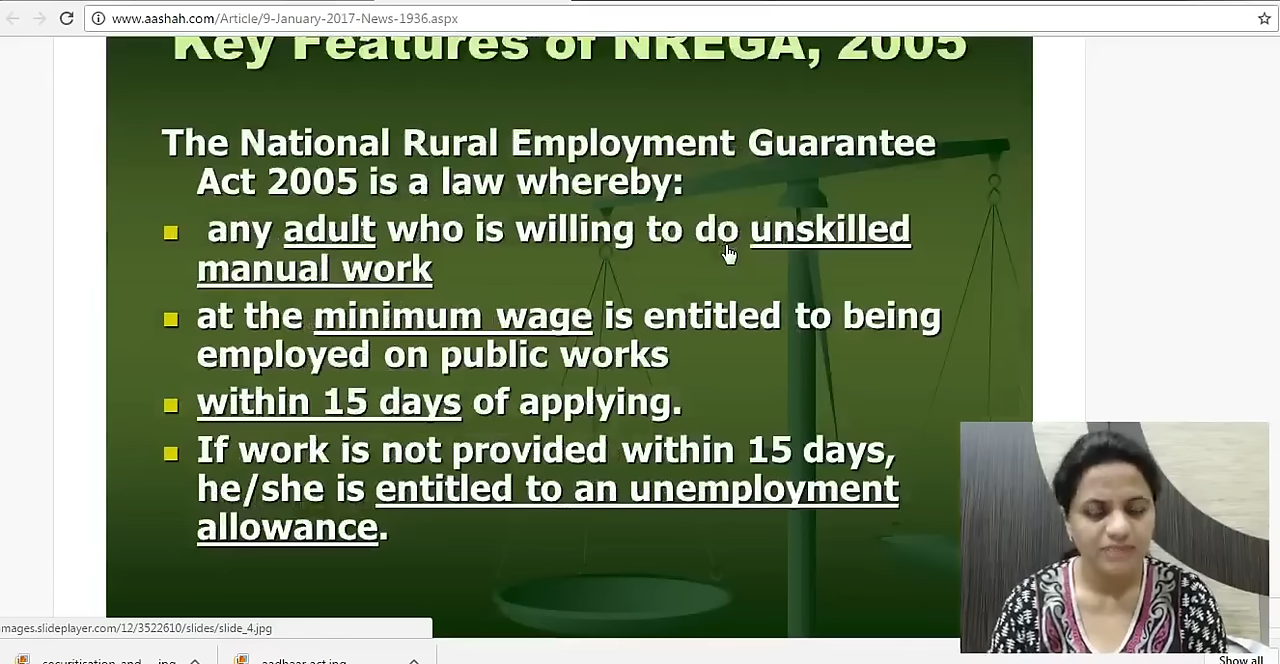 www.aashah.com/Article/9-January-2017-News-1936.aspx
Key Features of NREGA, 2005
The National Rural Employment Guarantee
Act 2005 is a law whereby:
any adult who is willing to do unskilled
manual work
at the minimum wage is entitled to being
employed on public works
within 15 days of applying.
If work is not provided within 15 days,
he/she is entitled to an unemployment
allowance.
mages.slideplayer.com/12/3522610/slides/slide_4.jpg
securitisation-and-....jpg
aadhaar act.jpg
Show all